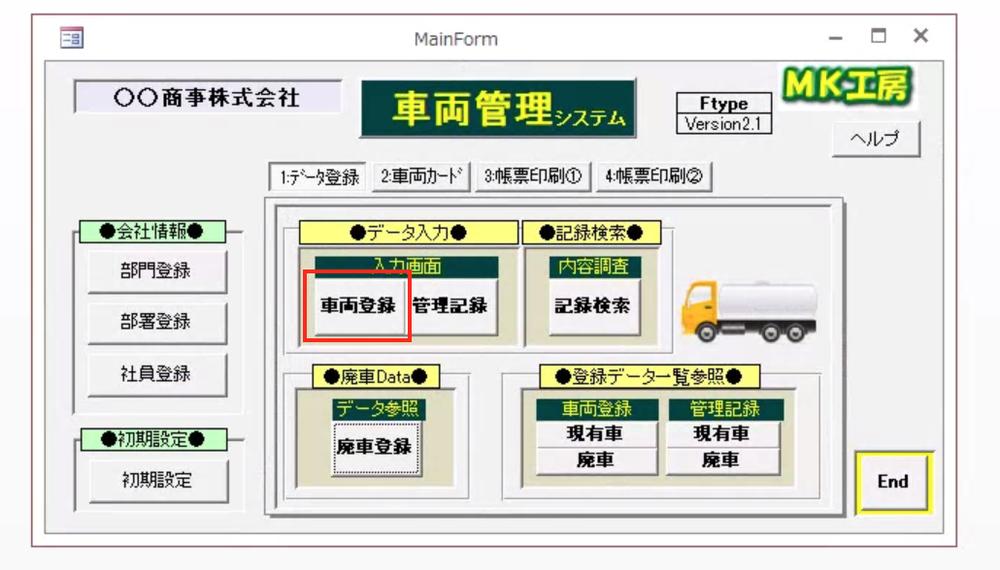 MainForm
〇〇商事株式会社
車両管理システム
Ftype
Version2.1
MK工房
ヘルプ
1:データ登録 2:車両カード 3:帳票印刷① 4:帳票印刷②
●会社情報●
部門登録
部署登録
社員登録
●初期設定●
初期設定
●データ入力●
入力画面
車両登録 管理記録
●記録検索●
内容調査
記録検索
●廃車Data●
データ参照
廃車登録
●登録データ一覧参照●
車両登録 管理記録
現有車 現有車
廃車 廃車
End